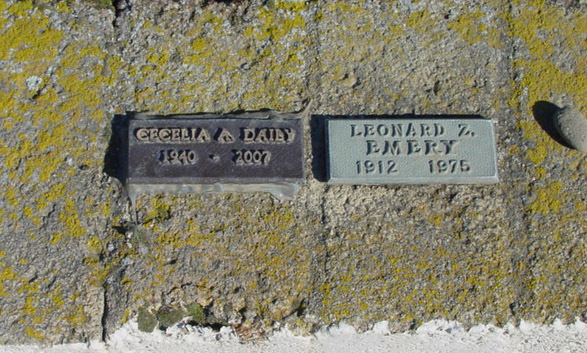 CECELIA A. DAILY
1940 - 2007
LEONARD Z.
EMERY
1912 1975